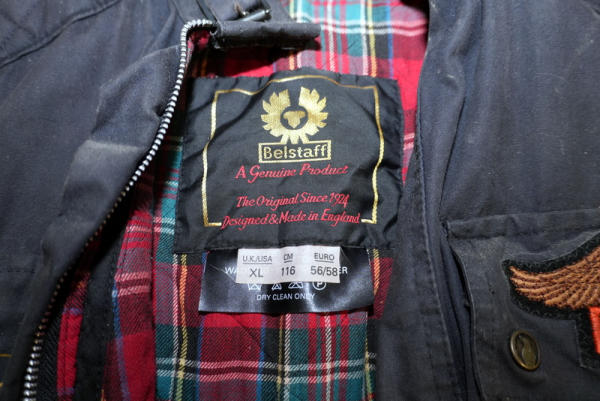 Belstaff
A Genuine Product
The Original Since 1924
Designed & Made in England
U.K/USA CM EURO
XL 116 56/58
DRY CLEAN ONLY